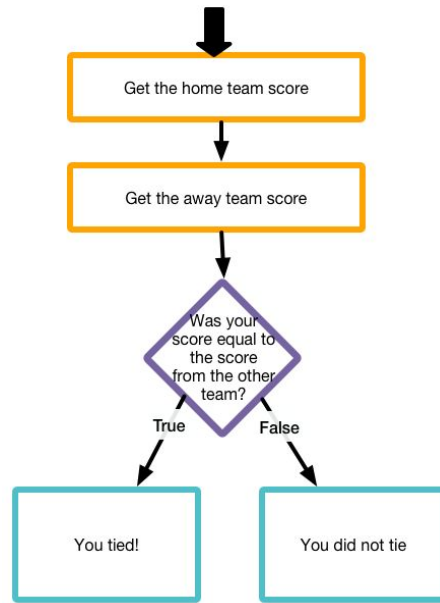 Get the home team score
Get the away team score
Was your
score equal to
the score
from the other
team?
True
False
You tied!
You did not tie